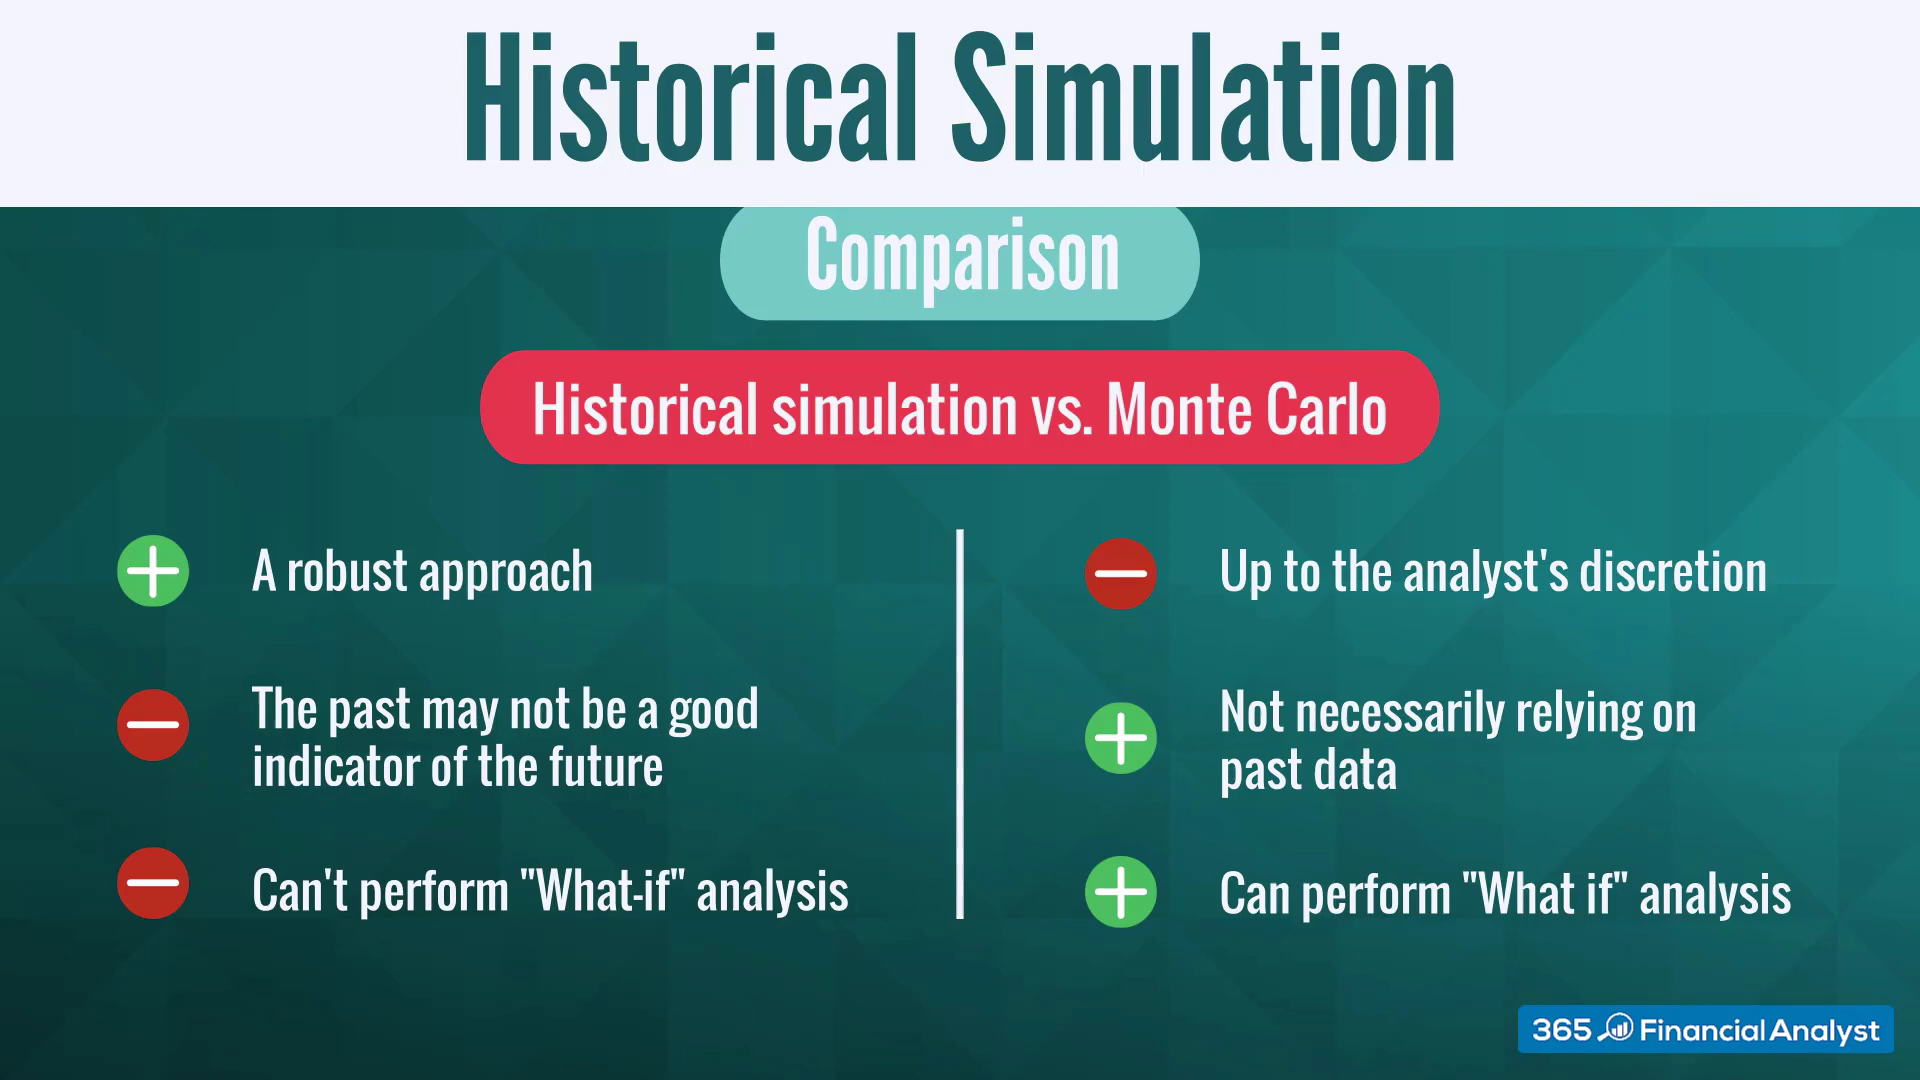 Historical Simulation
Comparison
Historical simulation vs. Monte Carlo
A robust approach
The past may not be a good
indicator of the future
Can't perform "What-if" analysis
Up to the analyst's discretion
Not necessarily relying on
past data
Can perform "What if" analysis
365 Financial Analyst